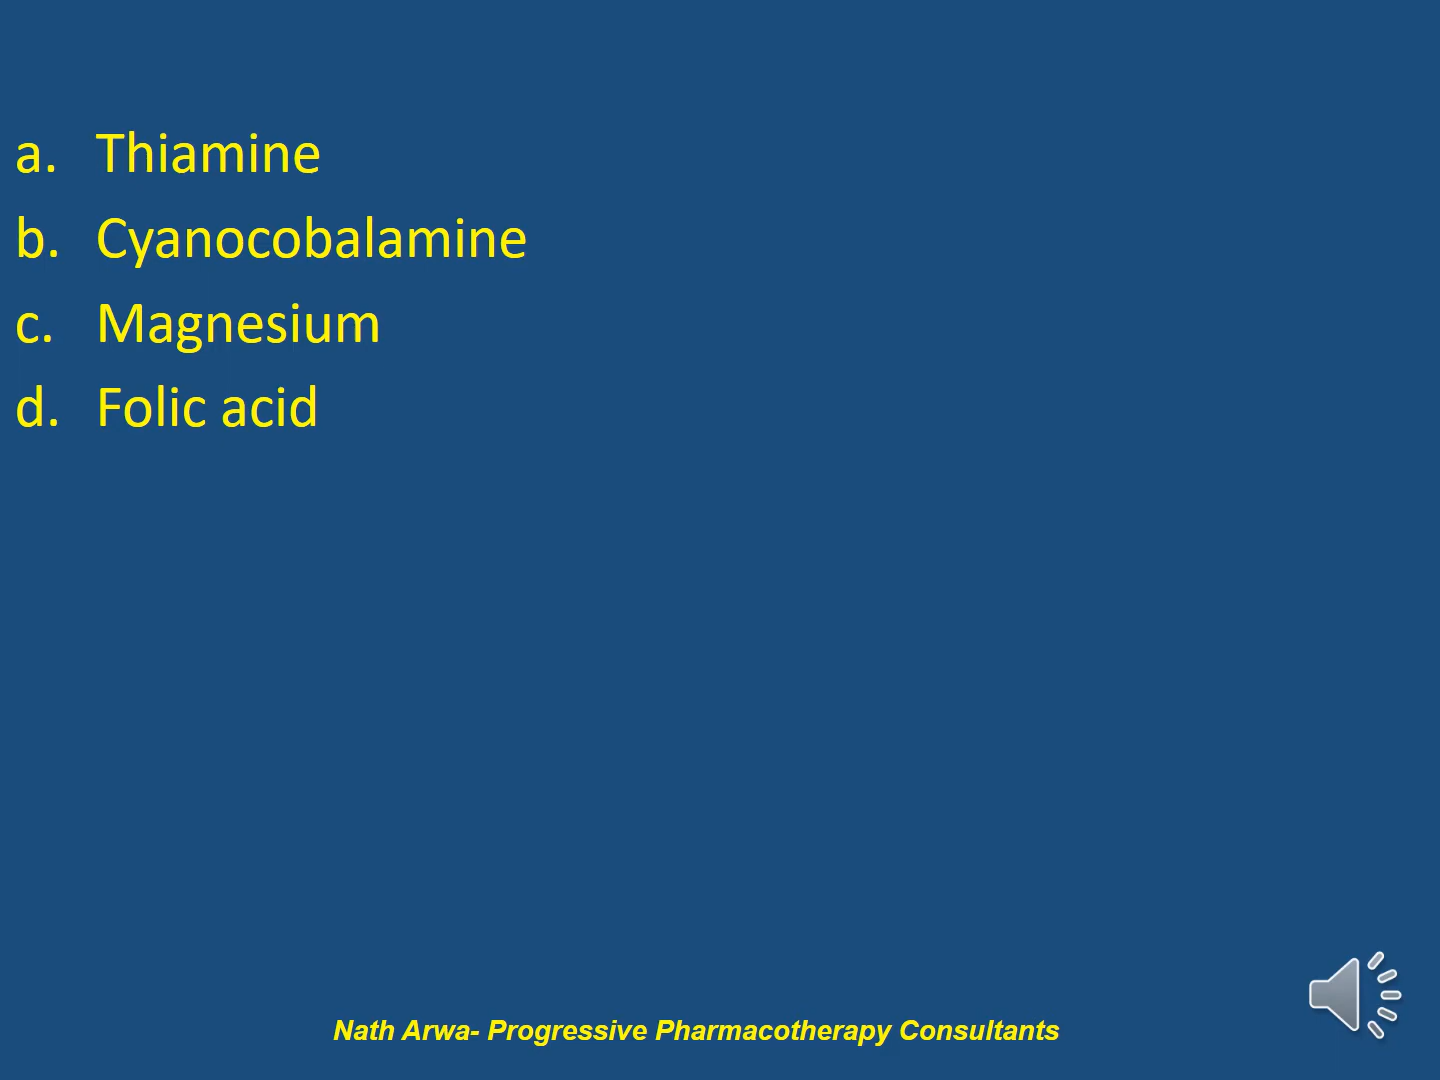 a. Thiamine
b. Cyanocobalamine
c. Magnesium
d. Folic acid
Nath Arwa- Progressive Pharmacotherapy Consultants